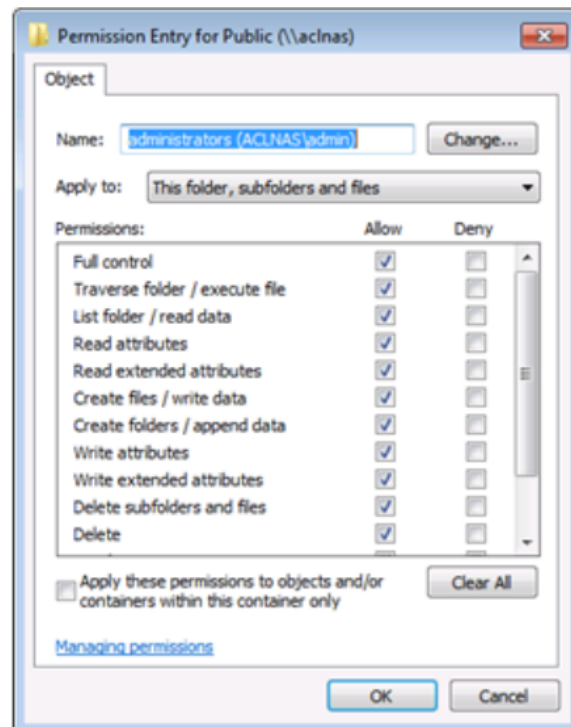 Permission Entry for Public (\\aclnas)
Object
Name: administrators (ACLNAS\admin) Change...
Apply to: This folder, subfolders and files
Permissions: Allow Deny
Full control
Traverse folder / execute file
List folder / read data
Read attributes
Read extended attributes
Create files / write data
Create folders / append data
Write attributes
Write extended attributes
Delete subfolders and files
Delete
Apply these permissions to objects and/or Clear All
containers within this container only
Managing permissions
OK Cancel